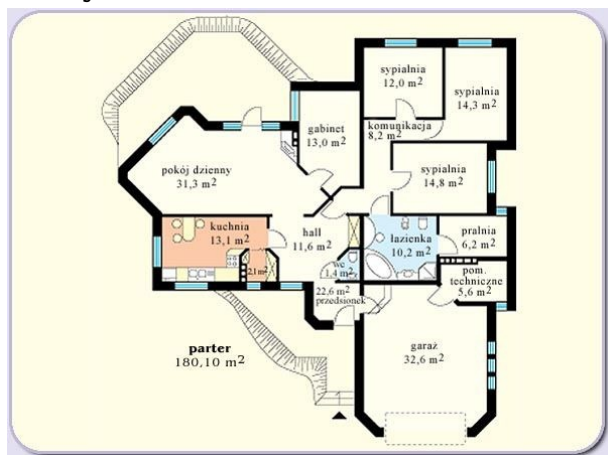 sypialnia
12,0 m²
sypialnia
14,3 m²
gabinet
13,0 m²
komunikacja
8,2 m²
pokój dzienny
31,3 m²
sypialnia
14,8 m²
kuchnia
13,1 m²
hall
11,6 m²
łazienka
10,2 m²
pralnia
6,2 m²
2,1 m²
wc
1,4 m²
pom.
techniczne
5,6 m²
22,6 m²
przedsionek
parter
180,10 m²
garaż
32,6 m²